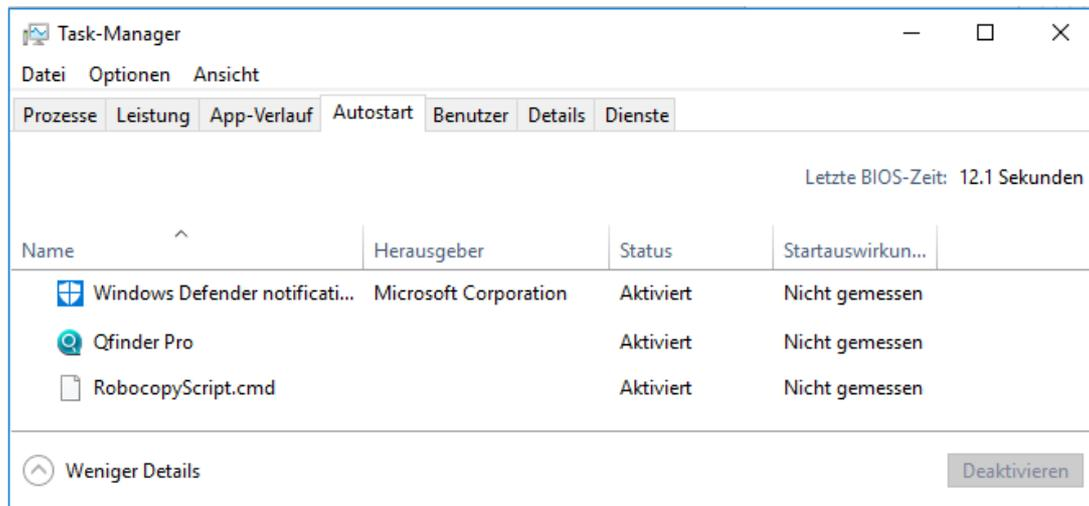 Task-Manager
Datei Optionen Ansicht
Prozesse Leistung App-Verlauf Autostart Benutzer Details Dienste
Letzte BIOS-Zeit: 12.1 Sekunden
Name Herausgeber Status Startauswirkun...
Windows Defender notificati... Microsoft Corporation Aktiviert Nicht gemessen
Qfinder Pro Aktiviert Nicht gemessen
RobocopyScript.cmd Aktiviert Nicht gemessen
Weniger Details Deaktivieren